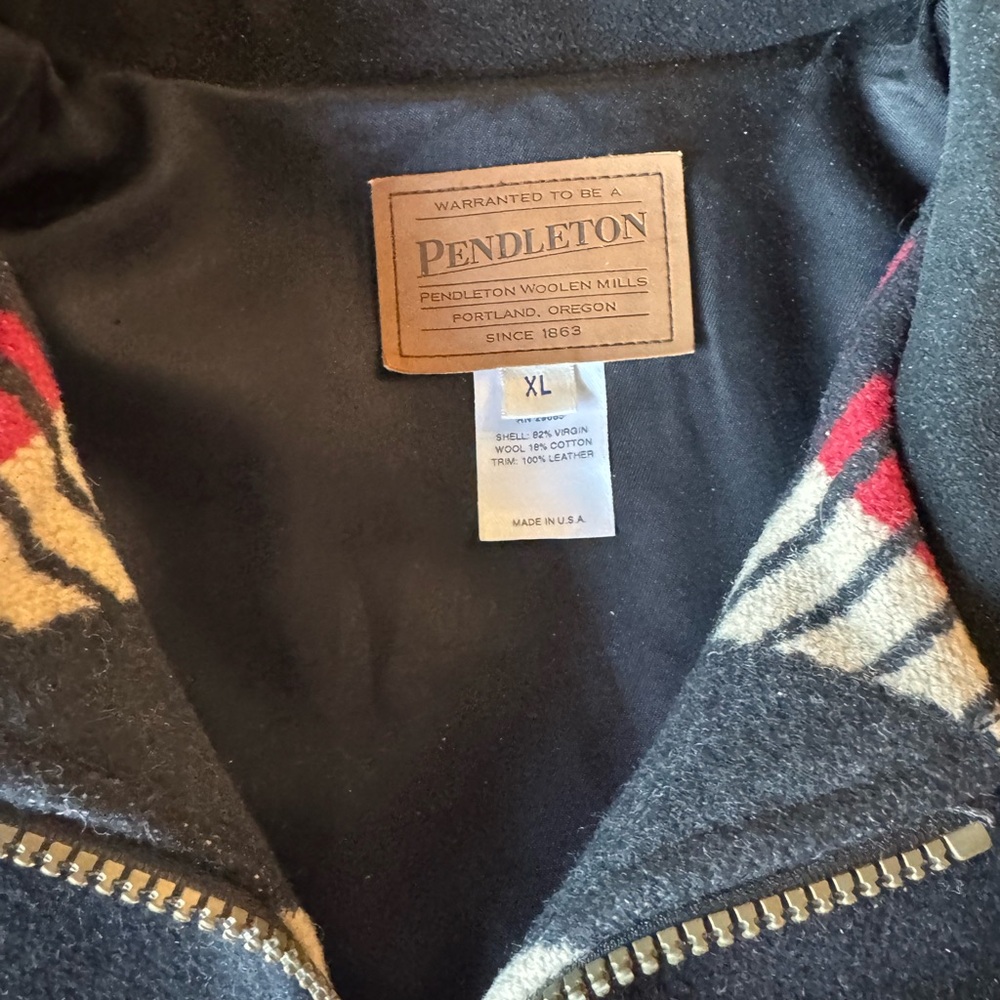 WARRANTED TO BE A
PENDLETON
PENDLETON WOOLEN MILLS
PORTLAND, OREGON
SINCE 1863
XL
SHELL: 82% VIRGIN
WOOL 18% COTTON
TRIM: 100% LEATHER
MADE IN U.S.A.